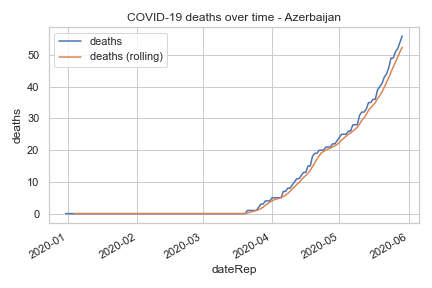 COVID-19 deaths over time - Azerbaijan
deaths
deaths (rolling)
50
40
30
20
10
0
deaths
2020-01
2020-02
2020-03
2020-04
2020-05
2020-06
dateRep